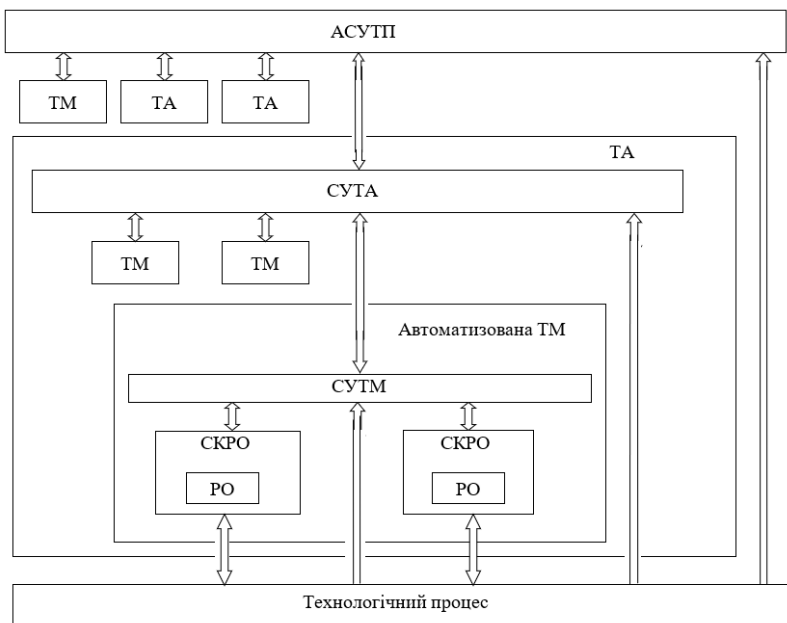 АСУТП
ТМ
ТА
ТА
ТА
СУТА
ТМ
ТМ
Автоматизована ТМ
СУТМ
СКРО
СКРО
РО
РО
Технологічний процес